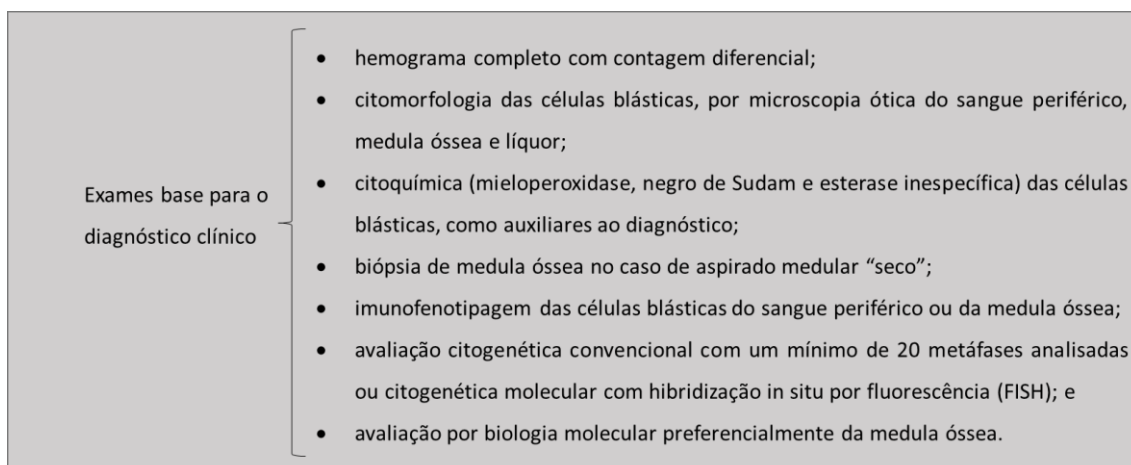 Exames base para o
diagnóstico clínico
• hemograma completo com contagem diferencial;
• citomorfologia das células blásticas, por microscopia ótica do sangue periférico,
medula óssea e líquor;
• citoquímica (mieloperoxidase, negro de Sudam e esterase inespecífica) das células
blásticas, como auxiliares ao diagnóstico;
• biópsia de medula óssea no caso de aspirado medular “seco”;
• imunofenotipagem das células blásticas do sangue periférico ou da medula óssea;
• avaliação citogenética convencional com um mínimo de 20 metáfases analisadas
ou citogenética molecular com hibridização in situ por fluorescência (FISH); e
• avaliação por biologia molecular preferencialmente da medula óssea.